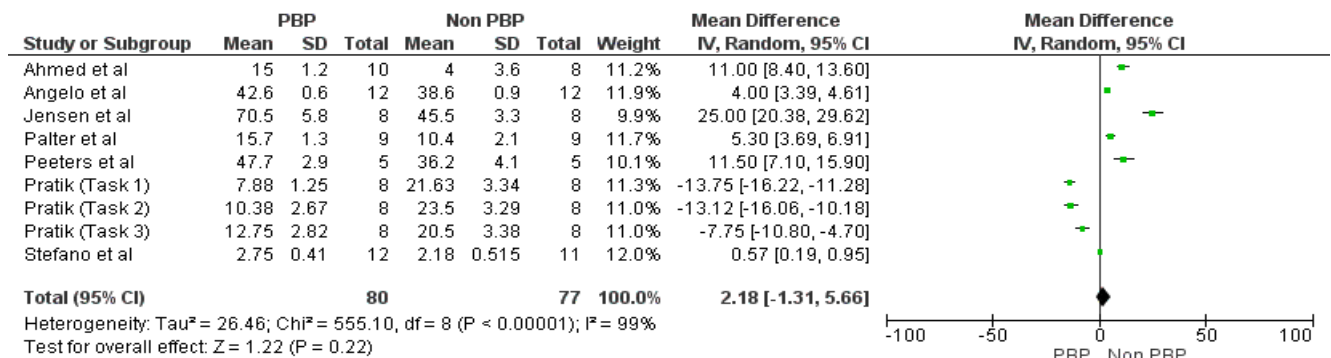 PBP Non PBP Mean Difference Mean Difference
Study or Subgroup Mean SD Total Mean SD Total Weight IV, Random, 95% CI IV, Random, 95% CI
Ahmed et al 15 1.2 10 4 3.6 8 11.2% 11.00 [8.40, 13.60]
Angelo et al 42.6 0.6 12 38.6 0.9 12 11.9% 4.00 [3.39, 4.61]
Jensen et al 70.5 5.8 8 45.5 3.3 8 9.9% 25.00 [20.38, 29.62]
Palter et al 15.7 1.3 9 10.4 2.1 9 11.7% 5.30 [3.69, 6.91]
Peeters et al 47.7 2.9 5 36.2 4.1 5 10.1% 11.50 [7.10, 15.90]
Pratik (Task 1) 7.88 1.25 8 21.63 3.34 8 11.3% -13.75 [-16.22, -11.28]
Pratik (Task 2) 10.38 2.67 8 23.5 3.29 8 11.0% -13.12 [-16.06, -10.18]
Pratik (Task 3) 12.75 2.82 8 20.5 3.38 8 11.0% -7.75 [-10.80, -4.70]
Stefano et al 2.75 0.41 12 2.18 0.515 11 12.0% 0.57 [0.19, 0.95]
Total (95% CI) 80 77 100.0% 2.18 [-1.31, 5.66]
Heterogeneity: Tau² = 26.46; Chi² = 555.10, df = 8 (P < 0.00001); I² = 99%
Test for overall effect: Z = 1.22 (P = 0.22)
-100 -50 0 50 100
PBP Non PBP